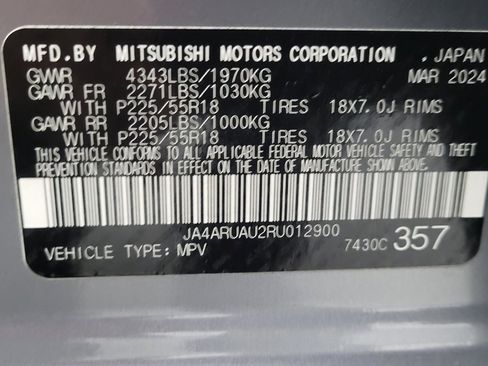 MFD.BY MITSUBISHI MOTORS CORPORATION , JAPAN
GVWR 4343LBS/1970KG MAR 2024
GAWR FR 2271LBS/1030KG
WITH P225/55R18 TIRES 18X7.0J RIMS
GAWR RR 2205LBS/1000KG
WITH P225/55R18 TIRES 18X7.0J RIMS
THIS VEHICLE CONFORMS TO ALL APPLICABLE FEDERAL MOTOR VEHICLE SAFETY AND THEFT
PREVENTION STANDARDS IN EFFECT ON THE DATE OF MANUFACTURE SHOWN ABOVE.
JA4ARUAU2RU012900
VEHICLE TYPE: MPV 7430C 357